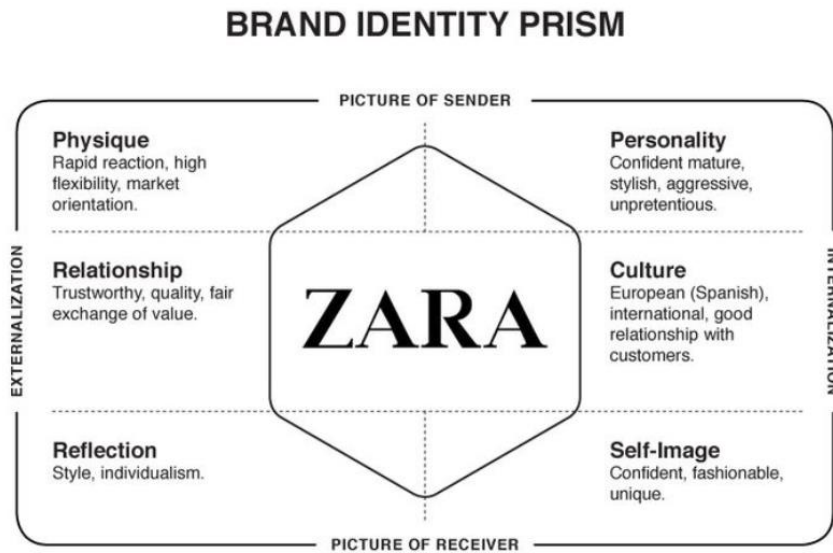 BRAND IDENTITY PRISM
PICTURE OF SENDER
Physique
Rapid reaction, high
flexibility, market
orientation.
Personality
Confident mature,
stylish, aggressive,
unpretentious.
EXTERNALIZATION
Relationship
Trustworthy, quality, fair
exchange of value.
ZARA
Culture
European (Spanish),
international, good
relationship with
customers.
INTERNALIZATION
Reflection
Style, individualism.
Self-Image
Confident, fashionable,
unique.
PICTURE OF RECEIVER